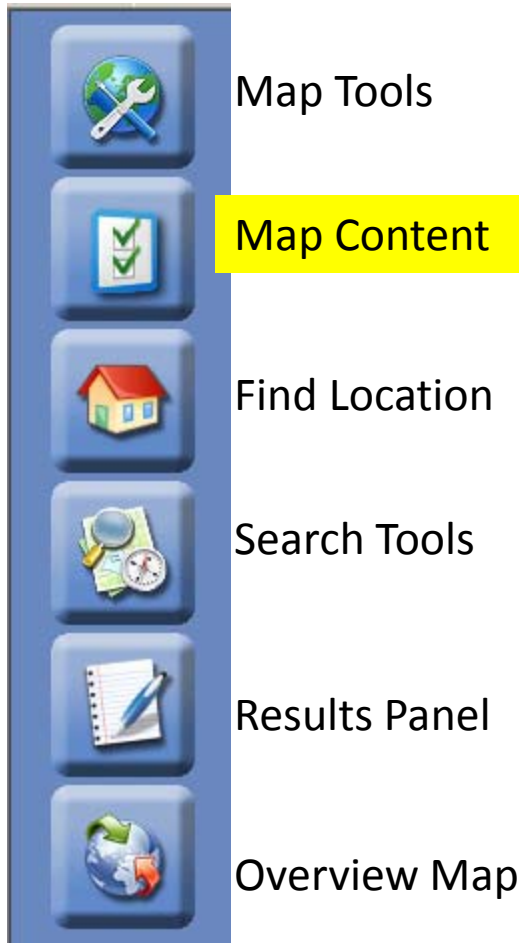 Map Tools
Map Content
Find Location
Search Tools
Results Panel
Overview Map